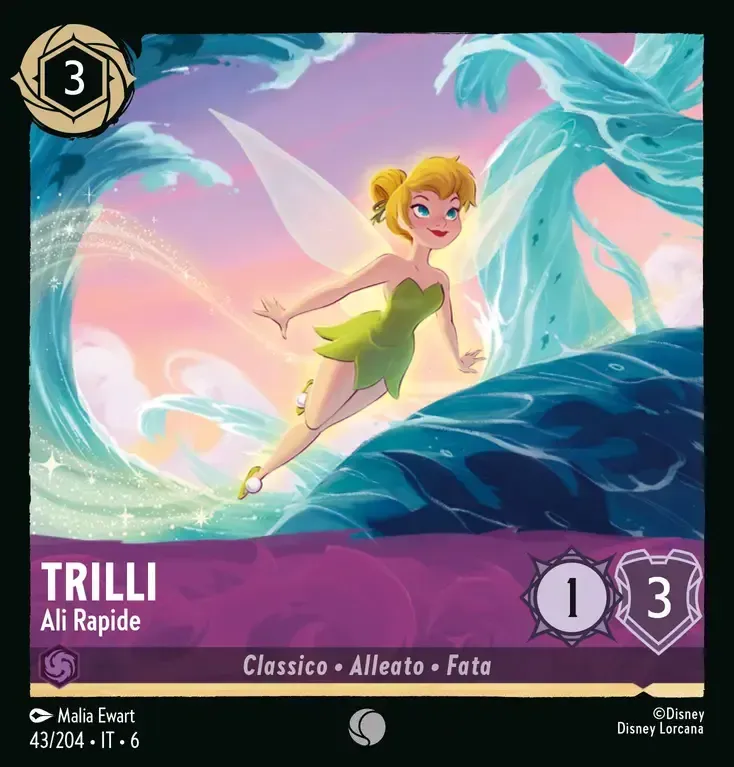 3
TRILLI
Ali Rapide
1 3
Classico • Alleato • Fata
Malia Ewart
43/204 • IT • 6
©Disney
Disney Lorcana